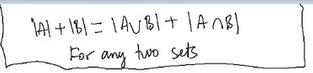 |A| + |B| = |A∪B| + |A∩B|
For any two sets